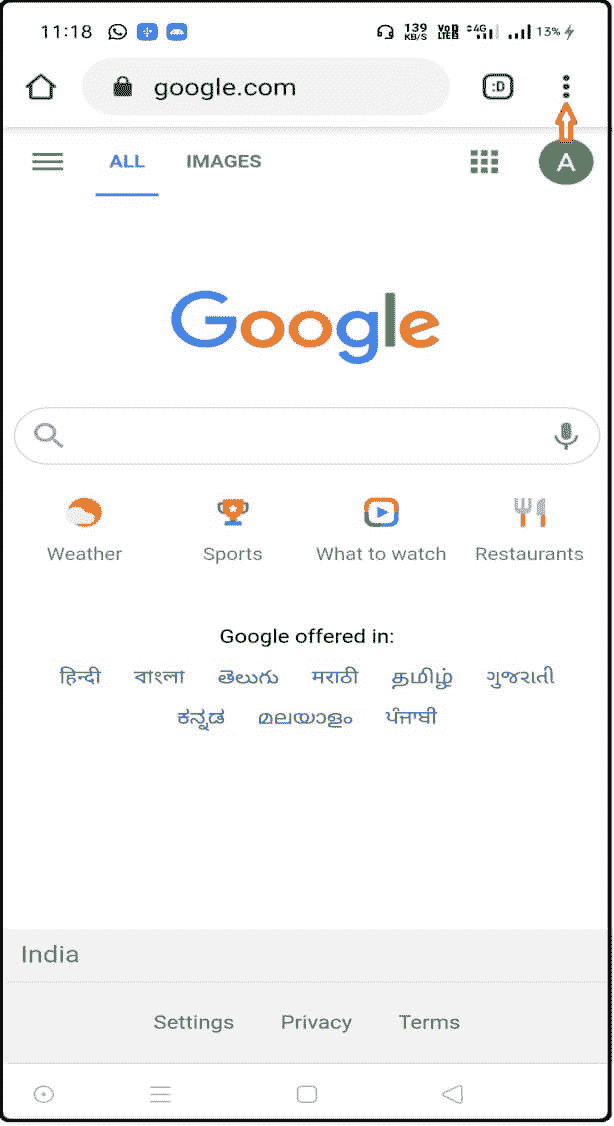 11:18 139 KB/S Vo LTE 4G 13%
google.com :D
ALL IMAGES A
Google
Weather Sports What to watch Restaurants
Google offered in:
हिन्दी বাংলা తెలుగు मराठी தமிழ் ગુજરાતી
ಕನ್ನಡ മലയാളം ਪੰਜਾਬੀ
India
Settings Privacy Terms